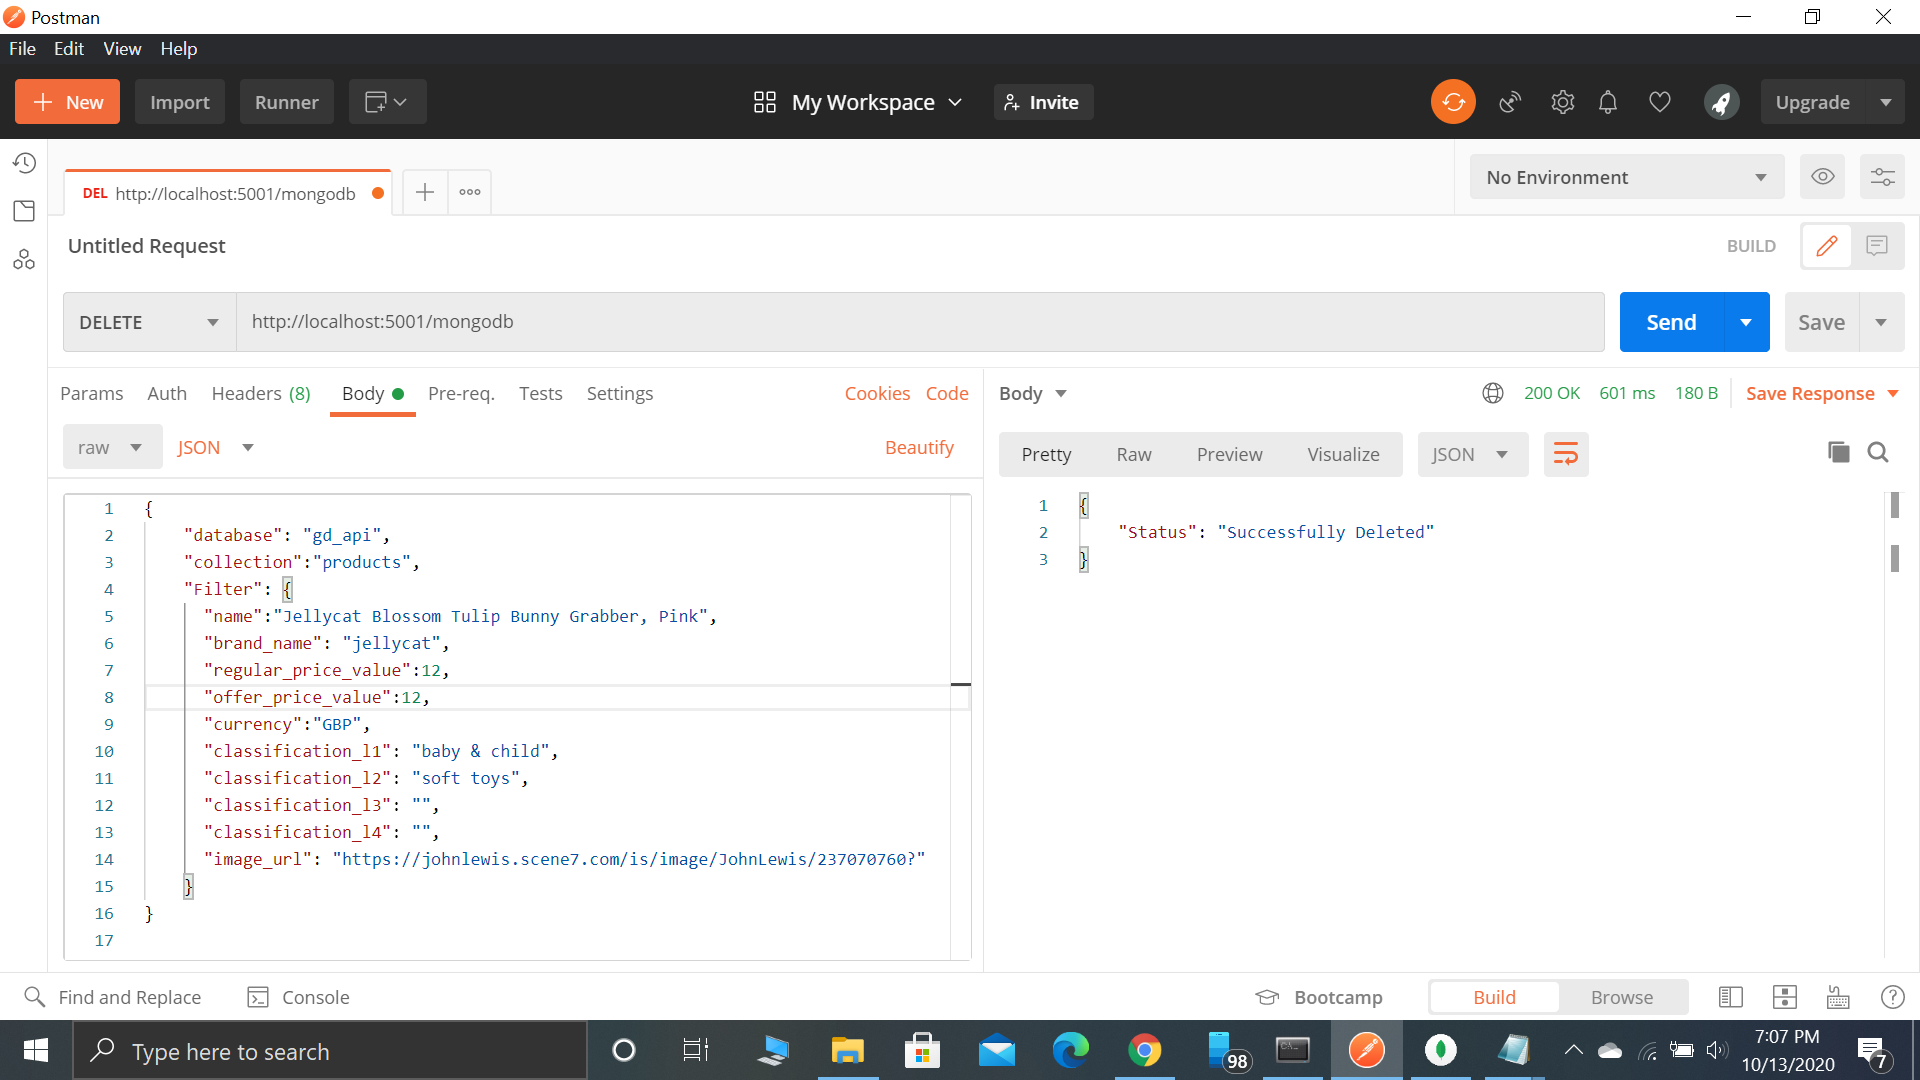 Postman
File Edit View Help
New Import Runner My Workspace Invite Upgrade
DEL http://localhost:5001/mongodb No Environment
Untitled Request BUILD
DELETE http://localhost:5001/mongodb Send Save
Params Auth Headers (8) Body Pre-req. Tests Settings Cookies Code
raw JSON Beautify
1 {
2 "database": "gd_api",
3 "collection":"products",
4 "Filter": {
5 "name":"Jellycat Blossom Tulip Bunny Grabber, Pink",
6 "brand_name": "jellycat",
7 "regular_price_value":12,
8 "offer_price_value":12,
9 "currency":"GBP",
10 "classification_l1": "baby & child",
11 "classification_l2": "soft toys",
12 "classification_l3": "",
13 "classification_l4": "",
14 "image_url": "https://johnlewis.scene7.com/is/image/JohnLewis/237070760?"
15 }
16 }
17
Body 200 OK 601 ms 180 B Save Response
Pretty Raw Preview Visualize JSON
1 {
2 "Status": "Successfully Deleted"
3 }
Find and Replace Console Bootcamp Build Browse
Type here to search 98 7:07 PM
10/13/2020 7